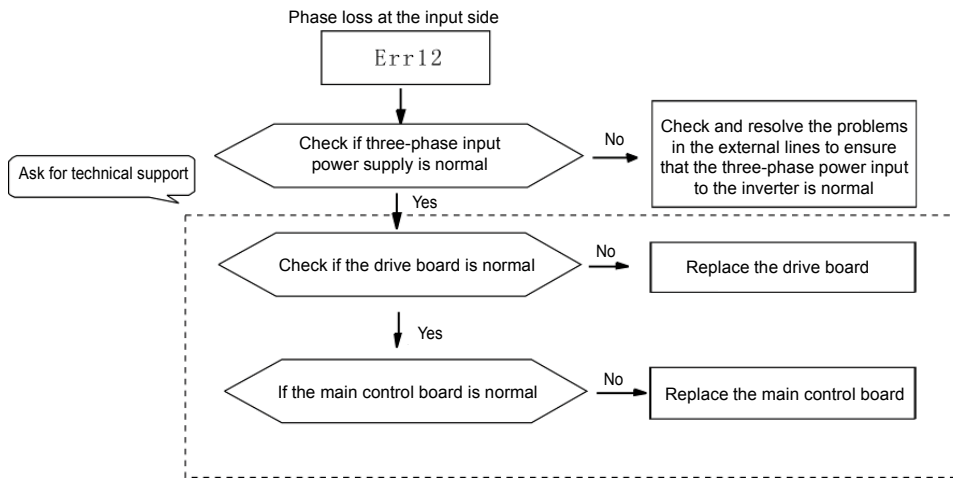 Phase loss at the input side
Err12
Check if three-phase input
power supply is normal
No
Check and resolve the problems
in the external lines to ensure
that the three-phase power input
to the inverter is normal
Ask for technical support
Yes
Check if the drive board is normal
No
Replace the drive board
Yes
If the main control board is normal
No
Replace the main control board